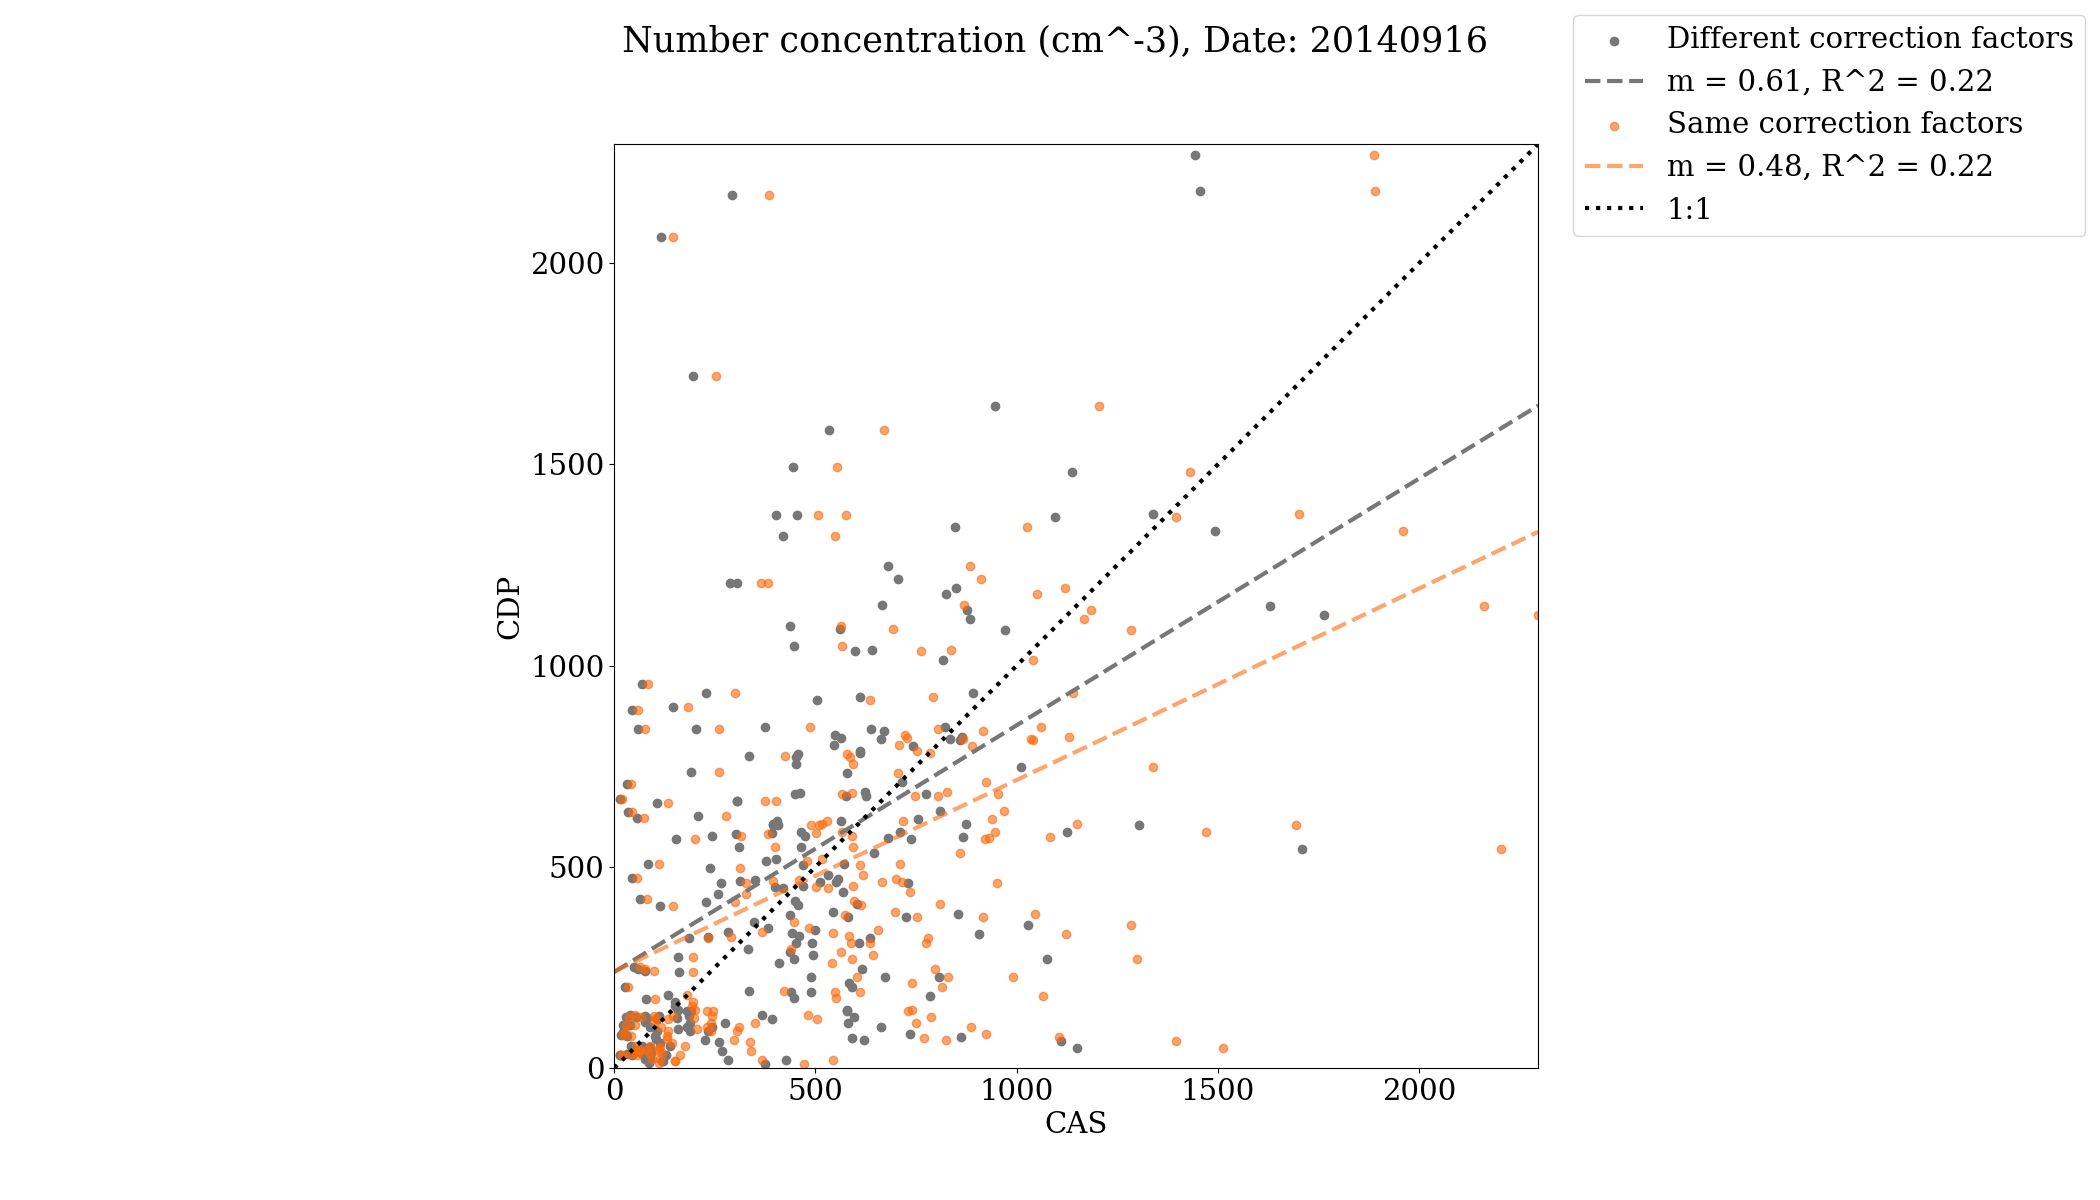 Number concentration (cm^-3), Date: 20140916
Different correction factors
m = 0.61, R^2 = 0.22
Same correction factors
m = 0.48, R^2 = 0.22
1:1
2000
1500
1000
500
0
CDP
0 500 1000 1500 2000
CAS